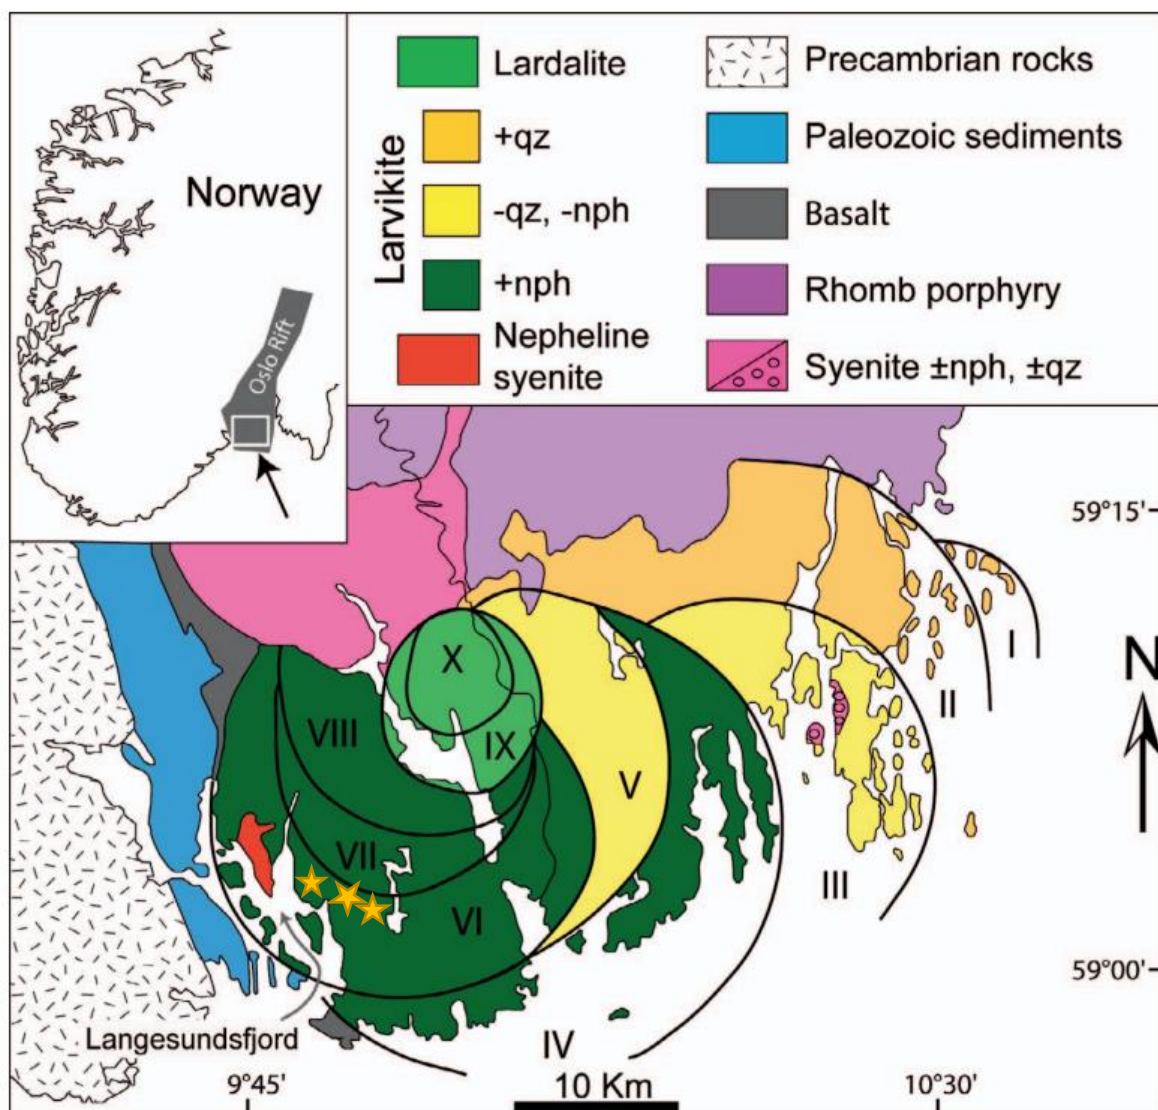 Norway
Oslo Rift
Larvikite
Lardalite
+qz
-qz, -nph
+nph
Nepheline
syenite
Precambrian rocks
Paleozoic sediments
Basalt
Rhomb porphyry
Syenite ±nph, ±qz
59°15'
I
N
X
II
VIII
IX
V
VII
III
VI
59°00'
Langesundsfjord
IV
9°45'
10 Km
10°30'